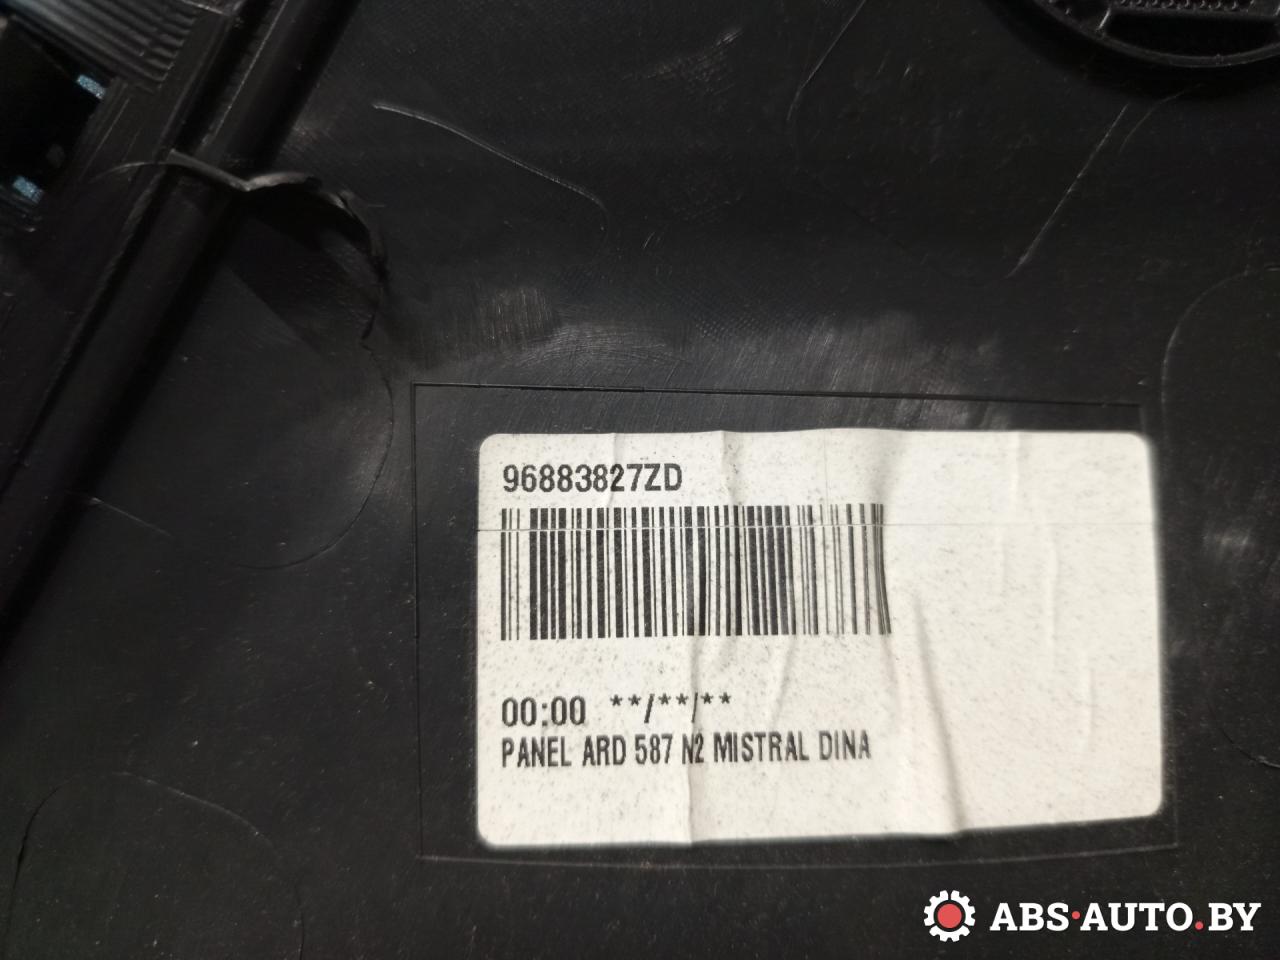 96883827ZD
00:00 **/**/**
PANEL ARD 587 N2 MISTRAL DINA
ABS·AUTO.BY